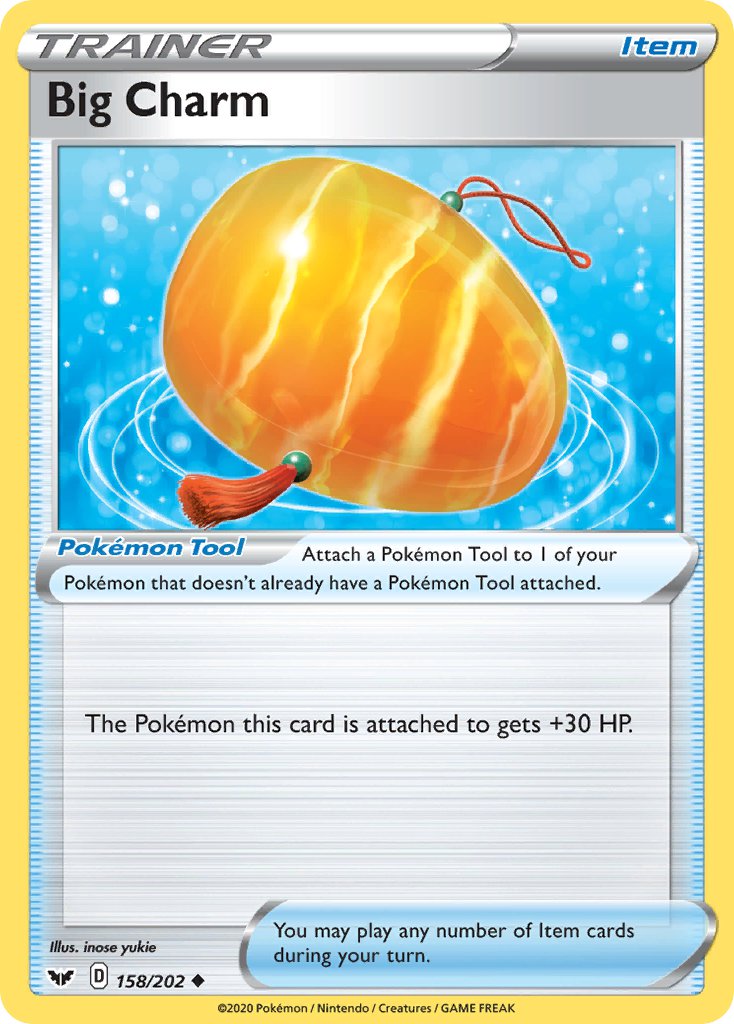 TRAINER
Item
Big Charm
Pokémon Tool
Attach a Pokémon Tool to 1 of your
Pokémon that doesn't already have a Pokémon Tool attached.
The Pokémon this card is attached to gets +30 HP.
You may play any number of Item cards
during your turn.
Illus. inose yukie
D 158/202
©2020 Pokémon / Nintendo / Creatures / GAME FREAK